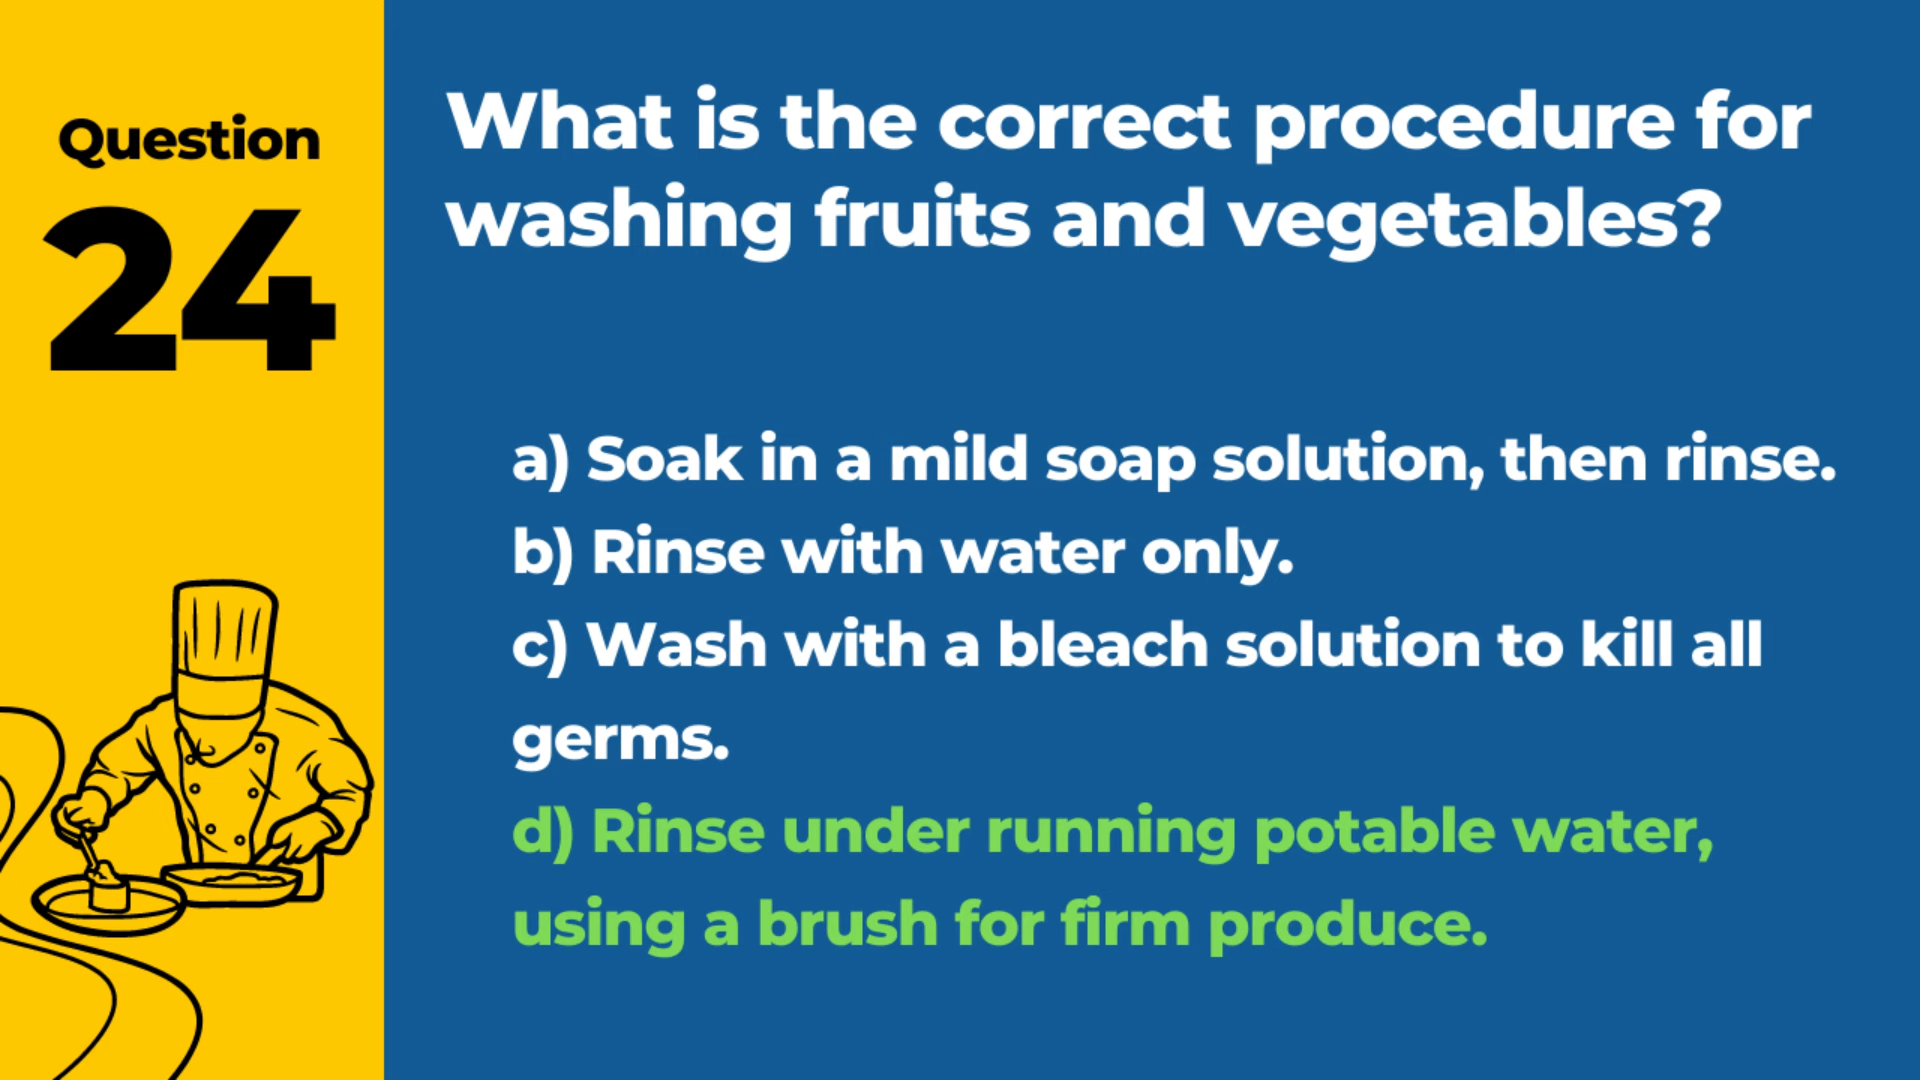 Question
24
What is the correct procedure for
washing fruits and vegetables?
a) Soak in a mild soap solution, then rinse.
b) Rinse with water only.
c) Wash with a bleach solution to kill all
germs.
d) Rinse under running potable water,
using a brush for firm produce.